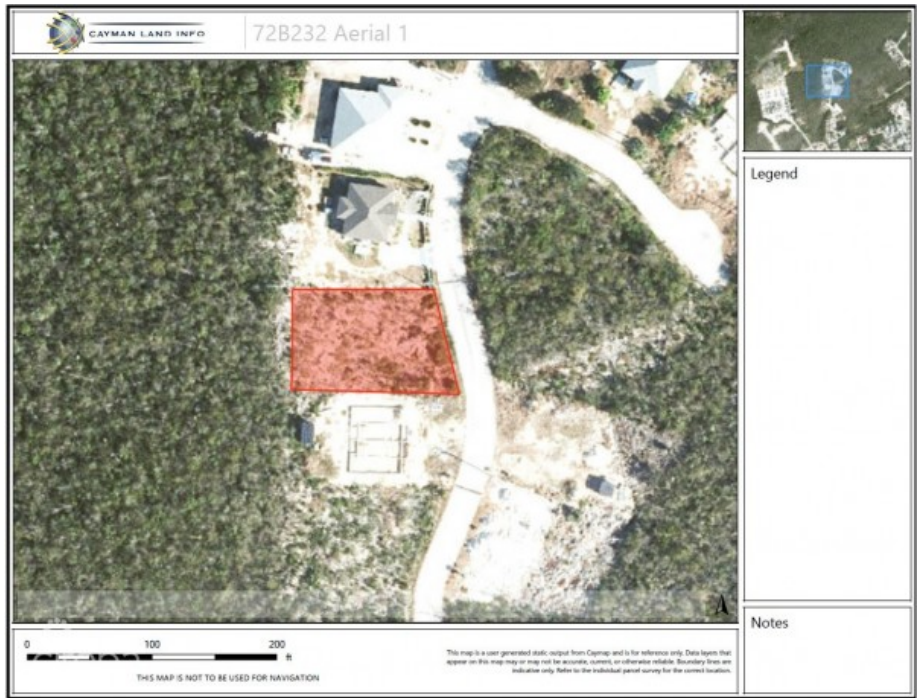 CAYMAN LAND INFO
72B232 Aerial 1
Legend
0 100 200
ft
THIS MAP IS NOT TO BE USED FOR NAVIGATION
This map is a user generated static output from Caymap and is for reference only. Data layers that
appear on this map may or may not be accurate, current, or otherwise reliable. Boundary lines are
indicative only. Refer to the individual parcel survey for the correct location.
Notes